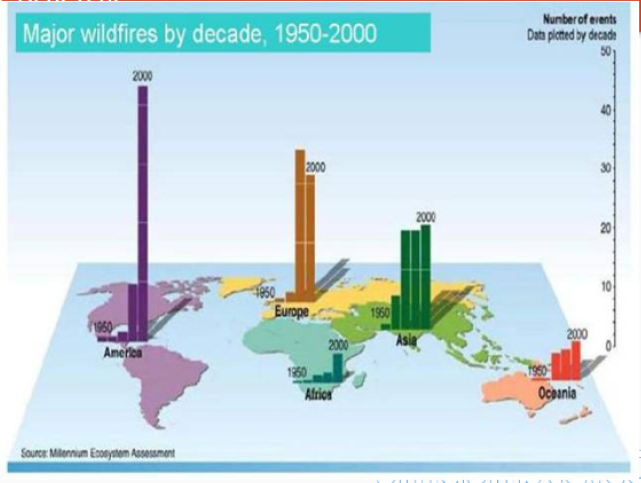 Major wildfires by decade, 1950-2000
Number of events
Data plotted by decade
50
40
30
20
10
0
2000
1950
America
2000
1950
Europe
2000
1950
Asia
2000
1950
Africa
2000
1950
Oceania
Source: Millennium Ecosystem Assessment